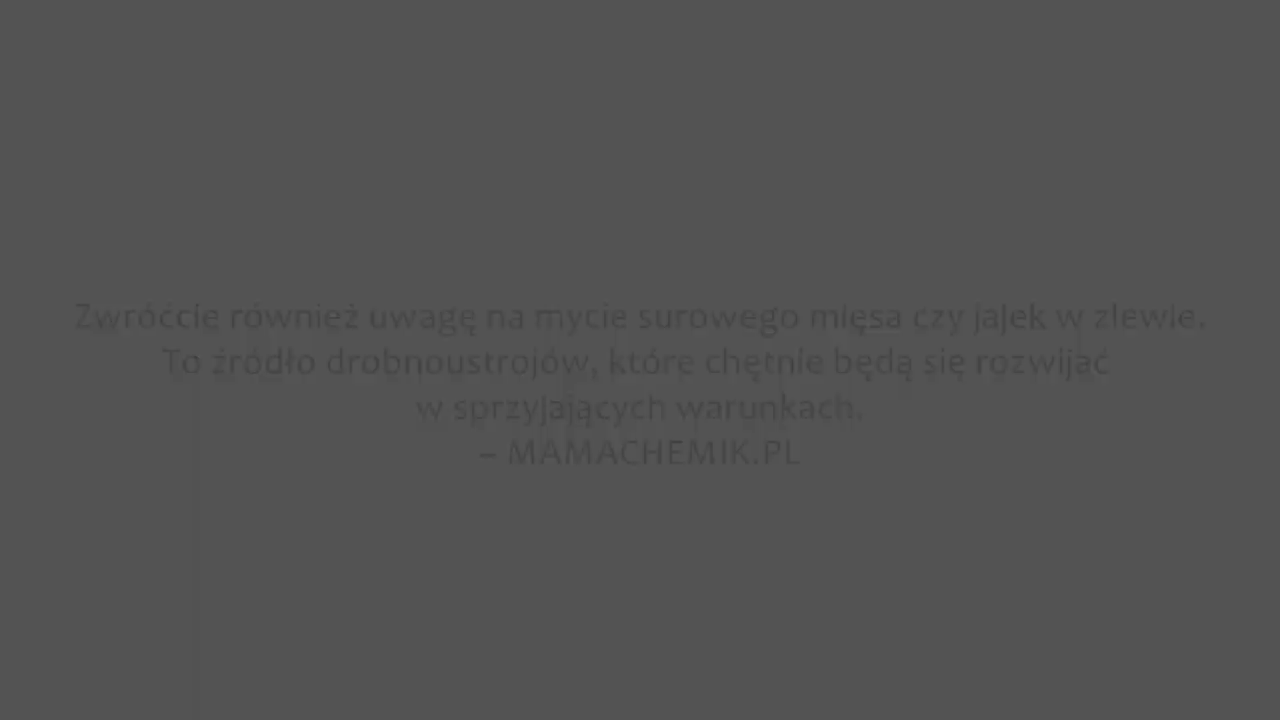 Zwróćcie również uwagę na mycie surowego mięsa czy jajek w zlewie.
To źródło drobnoustrojów, które chętnie będą się rozwijać
w sprzyjających warunkach.
– MAMACHEMIK.PL